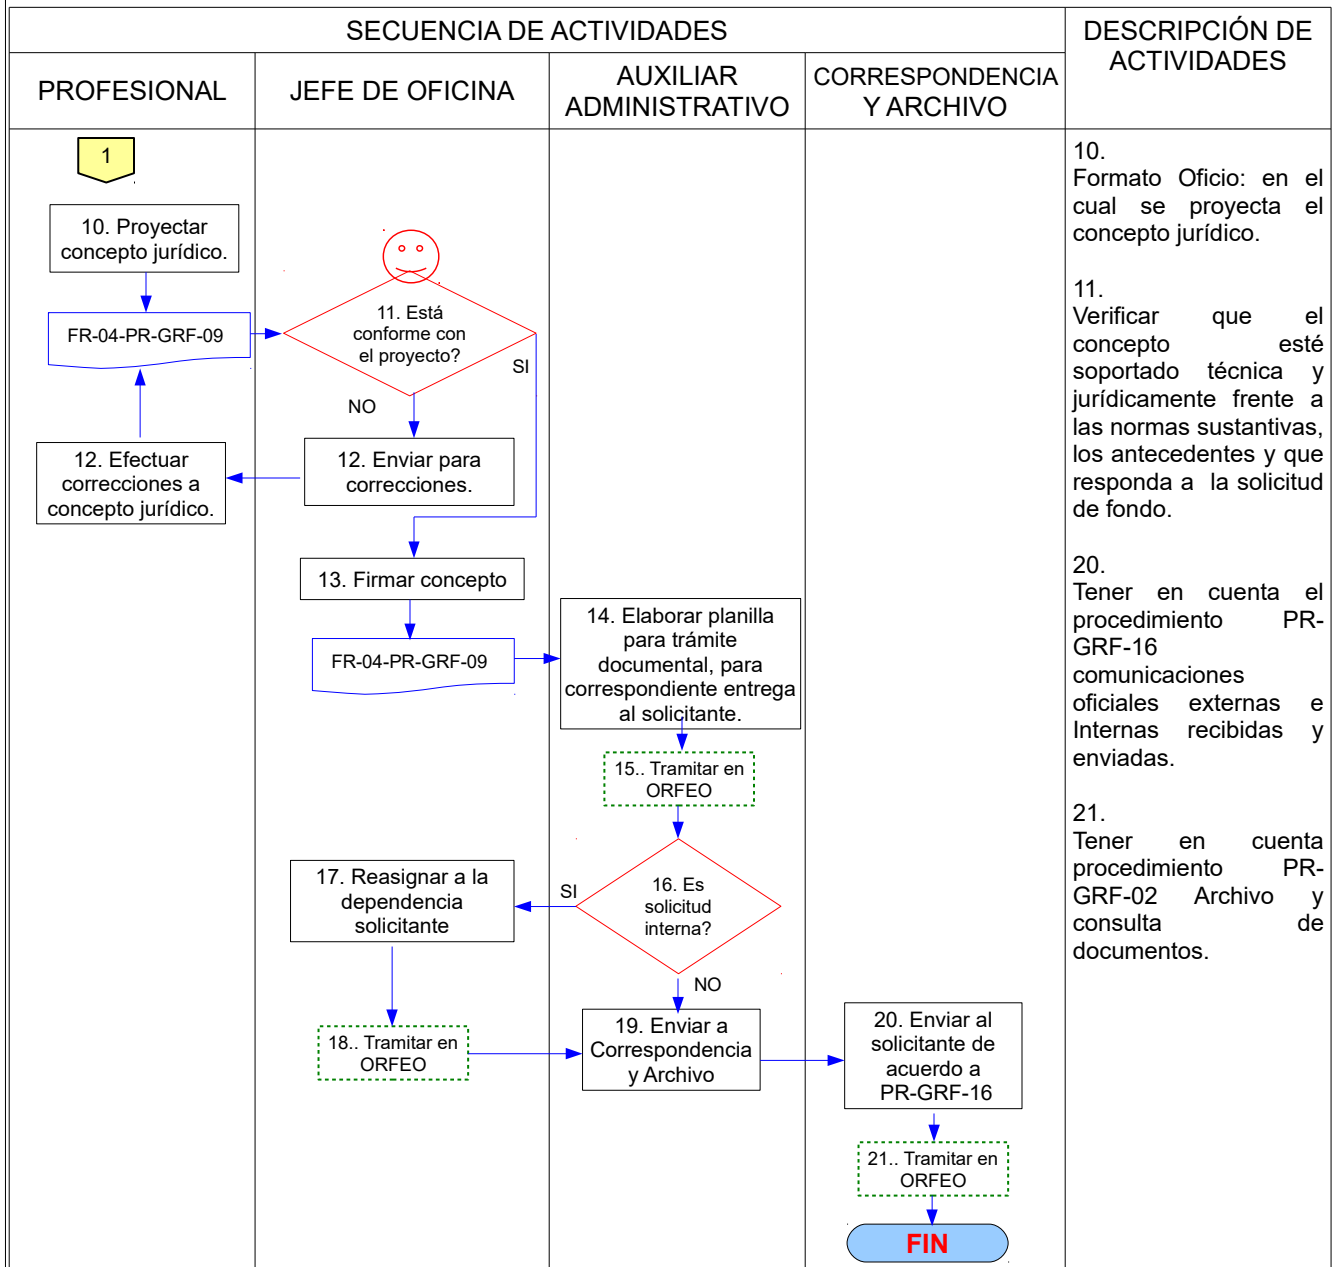 SECUENCIA DE ACTIVIDADES
DESCRIPCIÓN DE
ACTIVIDADES
PROFESIONAL
JEFE DE OFICINA
AUXILIAR
ADMINISTRATIVO
CORRESPONDENCIA
Y ARCHIVO
1
10. Proyectar
concepto jurídico.
FR-04-PR-GRF-09
11. Está
conforme con
el proyecto?
SI
NO
12. Efectuar
correcciones a
concepto jurídico.
12. Enviar para
correcciones.
13. Firmar concepto
FR-04-PR-GRF-09
14. Elaborar planilla
para trámite
documental, para
correspondiente entrega
al solicitante.
15.. Tramitar en
ORFEO
16. Es
solicitud
interna?
SI
NO
17. Reasignar a la
dependencia
solicitante
18.. Tramitar en
ORFEO
19. Enviar a
Correspondencia
y Archivo
20. Enviar al
solicitante de
acuerdo a
PR-GRF-16
21.. Tramitar en
ORFEO
FIN
10.
Formato Oficio: en el
cual se proyecta el
concepto jurídico.
11.
Verificar que el
concepto esté
soportado técnica y
jurídicamente frente a
las normas sustantivas,
los antecedentes y que
responda a la solicitud
de fondo.
20.
Tener en cuenta el
procedimiento PR-
GRF-16
comunicaciones
oficiales externas e
Internas recibidas y
enviadas.
21.
Tener en cuenta
procedimiento PR-
GRF-02 Archivo y
consulta de
documentos.